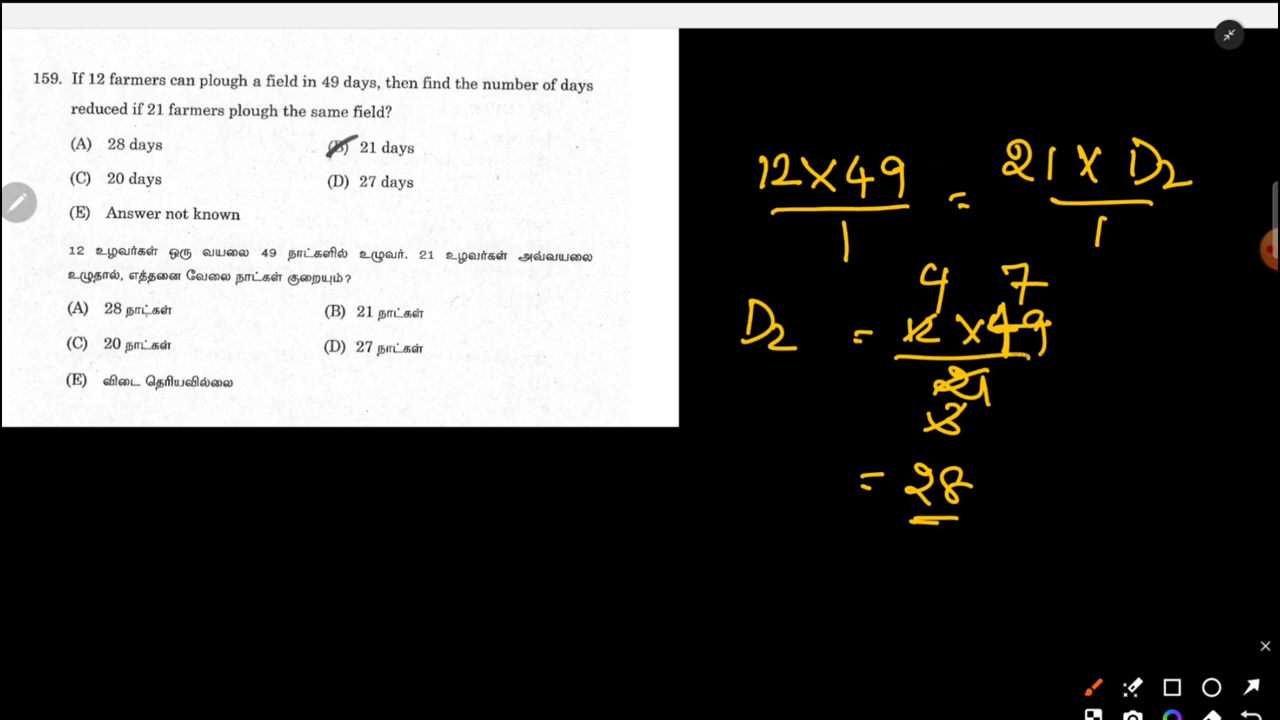 159. If 12 farmers can plough a field in 49 days, then find the number of days
reduced if 21 farmers plough the same field?
(A) 28 days
(B) 21 days
(C) 20 days
(D) 27 days
(E) Answer not known
12 உழவர்கள் ஒரு வயலை 49 நாட்களில் உழுவர். 21 உழவர்கள் அவ்வயலை
உழுதால், எத்தனை வேலை நாட்கள் குறையும்?
(A) 28 நாட்கள்
(B) 21 நாட்கள்
(C) 20 நாட்கள்
(D) 27 நாட்கள்
(E) விடை தெரியவில்லை
12 × 49 / 1 = 21 × D2 / 1
4 7
D2 = 12 × 49
21
3
= 28